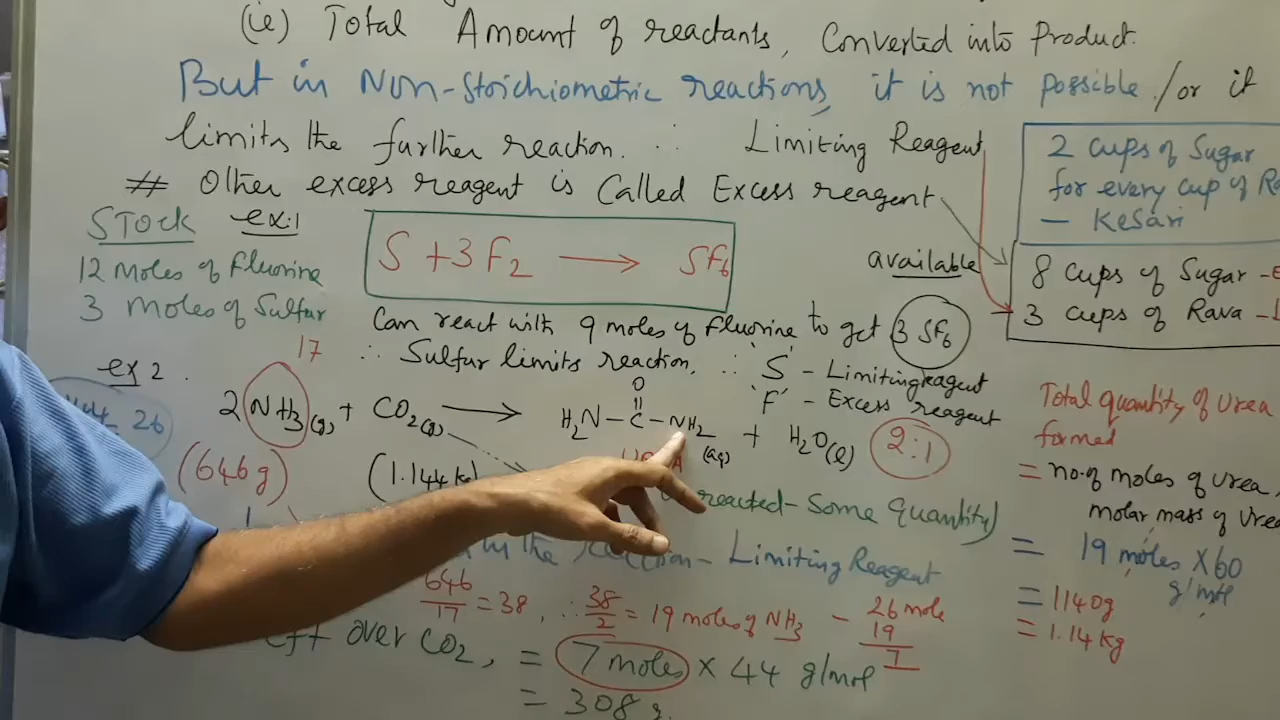 (ie) Total Amount of reactants, Converted into Product.
But in Non-Stoichiometric reactions, it is not possible /or it
limits the further reaction. ∴ Limiting Reagent
# Other excess reagent is Called Excess reagent
2 cups of Sugar
for every cup of
- Kesari
available
8 cups of Sugar -
3 cups of Rava -
STOCK ex:1
12 moles of fluorine
3 moles of Sulfur
S + 3F2 → SF6
Can react with 9 moles of fluorine to get 3 SF6
∴ Sulfur limits reaction. ∴ 'S' - Limiting reagent
'F' - Excess reagent
ex 2.
17
2NH3(g) + CO2(g) → H2N-C-NH2 (aq) + H2O(l) 2:1
O
(646g) (1.144 kg)
26
reacted - Some quantity)
in the reaction - Limiting Reagent
646/17 = 38, ∴ 38/2 = 19 moles of NH3 - 26 mole
19
7
left over CO2, = 7 moles × 44 g/mol
= 308 g.
Total quantity of Urea
formed
= no. of moles of urea
molar mass of Urea
= 19 moles × 60
g/mol
= 1140g
= 1.14 kg